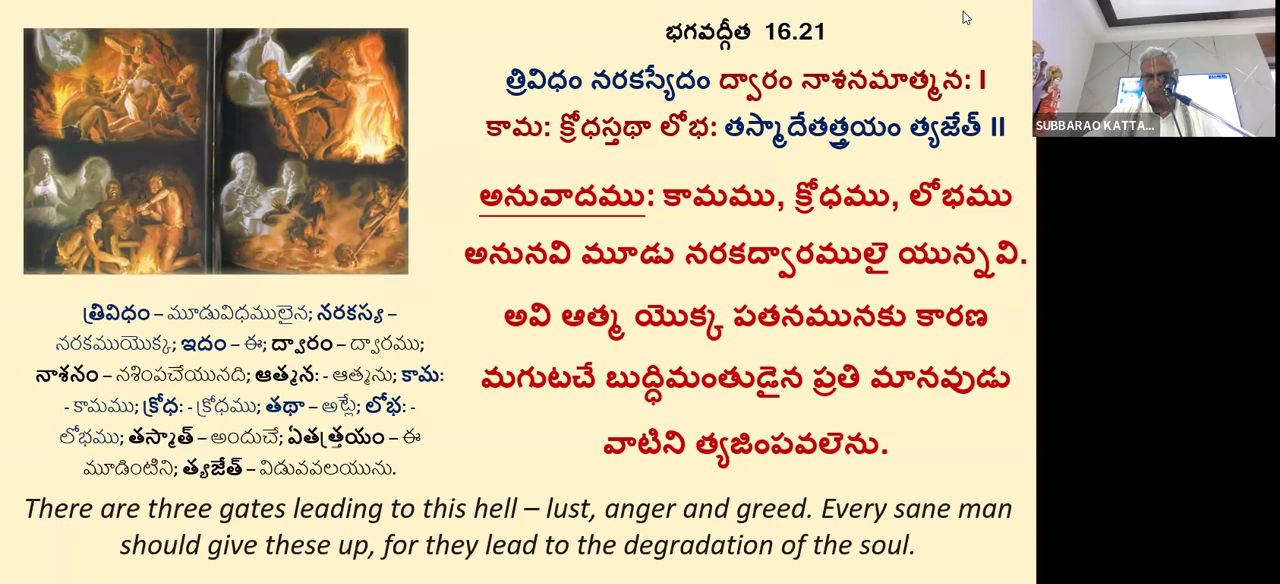 భగవద్గీత 16.21
త్రివిధం నరకస్యేదం ద్వారం నాశనమాత్మన: I
కామ: క్రోధస్తథా లోభ: తస్మాదేతత్త్రయం త్యజేత్ II
అనువాదము: కామము, క్రోధము, లోభము
అనునవి మూడు నరకద్వారములై యున్నవి.
అవి ఆత్మ యొక్క పతనమునకు కారణ
మగుటచే బుద్ధిమంతుడైన ప్రతి మానవుడు
వాటిని త్యజింపవలెను.
త్రివిధం – మూడువిధములైన; నరకస్య –
నరకముయొక్క; ఇదం – ఈ; ద్వారం – ద్వారము;
నాశనం – నశింపచేయునది; ఆత్మన: - ఆత్మను; కామ:
- కామము; క్రోధ: - క్రోధము; తథా – అట్లే; లోభ: -
లోభము; తస్మాత్ – అందుచే; ఏతత్త్రయం – ఈ
మూడింటిని; త్యజేత్ – విడువవలయును.
There are three gates leading to this hell – lust, anger and greed. Every sane man
should give these up, for they lead to the degradation of the soul.
SUBBARAO KATTA...